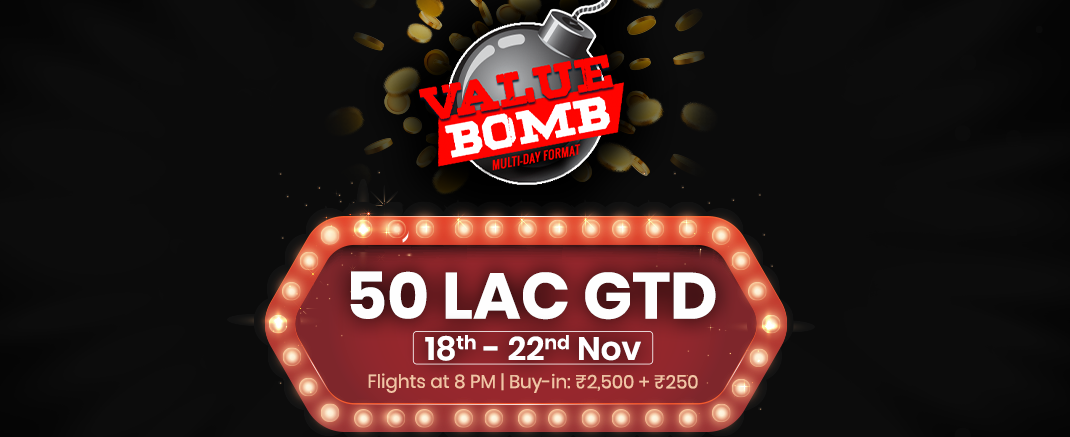 VALUE
BOMB
MULTI-DAY FORMAT
50 LAC GTD
18th - 22nd Nov
Flights at 8 PM | Buy-in: ₹2,500 + ₹250